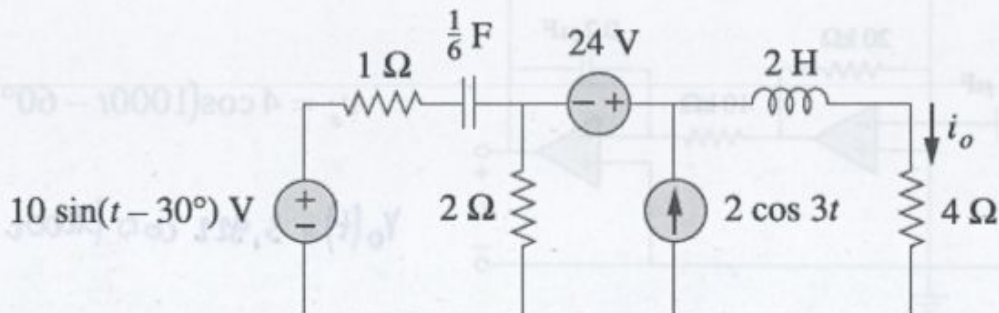 1 Ω
1/6 F
24 V
2 H
− +
i_o
10 sin(t − 30°) V
+
−
2 Ω
2 cos 3t
4 Ω